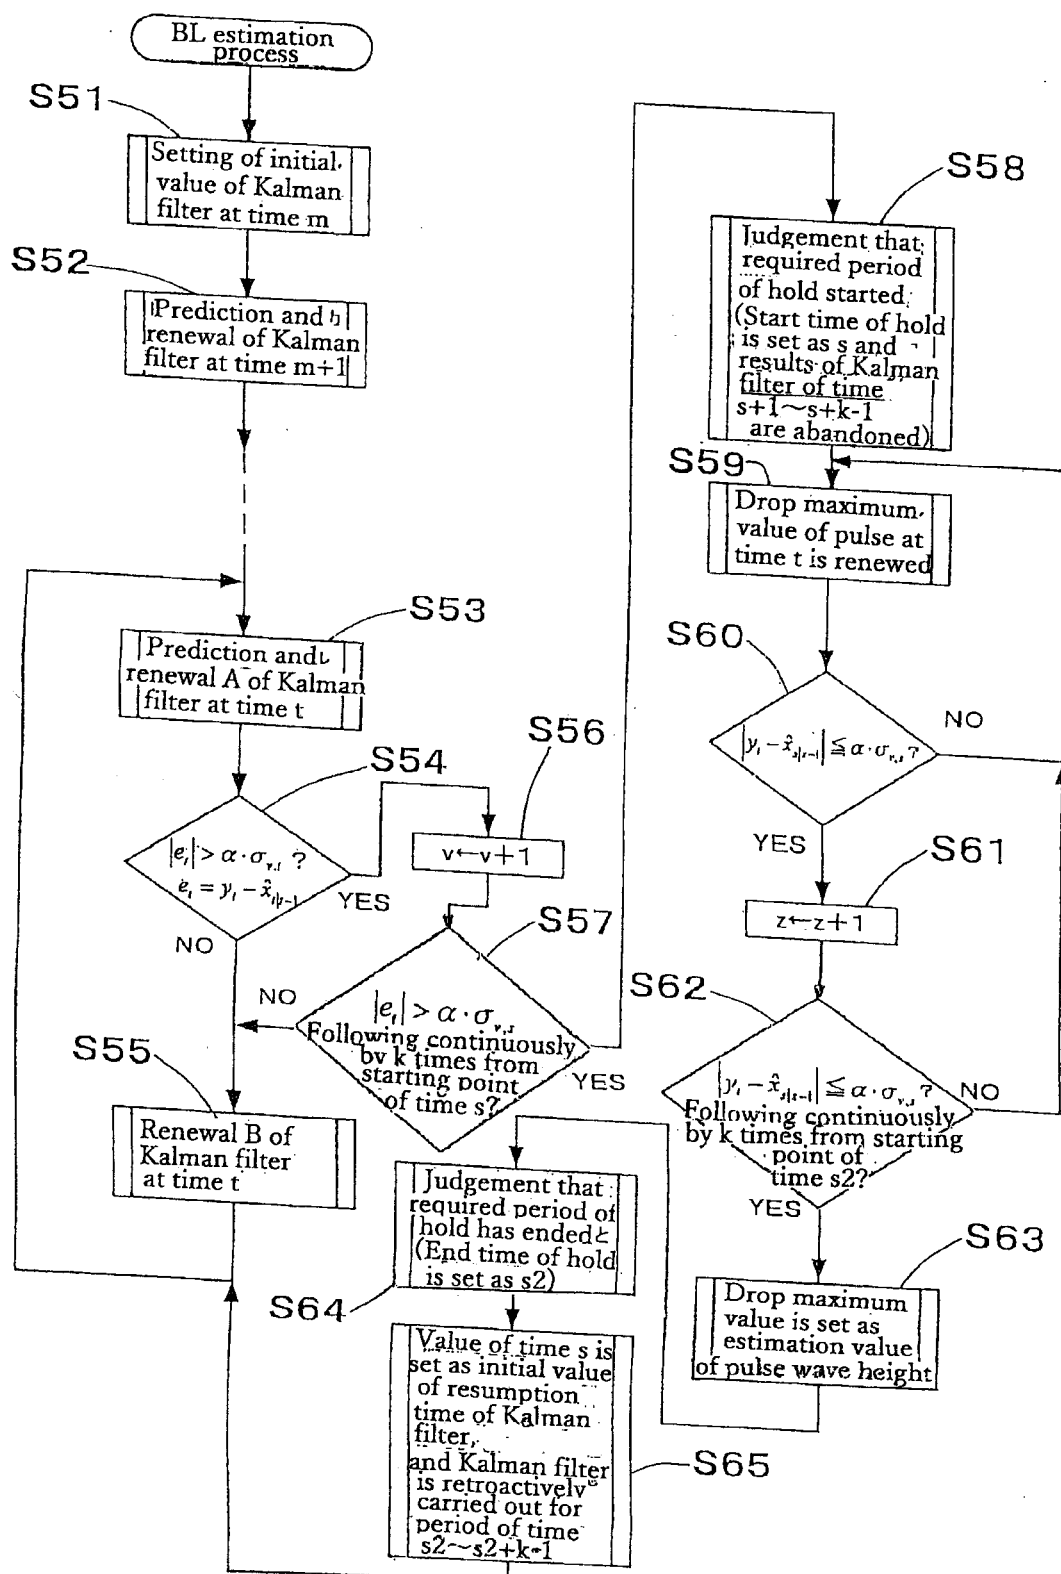 BL estimation
process
S51
Setting of initial
value of Kalman
filter at time m
S52
Prediction and
renewal of Kalman
filter at time m+1
S53
Prediction and
renewal A of Kalman
filter at time t
S54
|e_t| > α·σ_{v,t} ?
e_t = y_t − x̂_{t|t−1}
YES
NO
S55
Renewal B of
Kalman filter
at time t
S56
v←v+1
S57
|e_t| > α·σ_{v,s}
Following continuously
by k times from
starting point
of time s?
NO
YES
S58
Judgement that
required period
of hold started.
(Start time of hold
is set as s and
results of Kalman
filter of time
s+1～s+k-1
are abandoned)
S59
Drop maximum
value of pulse at
time t is renewed
S60
|y_t − x̂_{s|s−1}| ≦ α·σ_{v,s} ?
NO
YES
S61
z←z+1
S62
|y_t − x̂_{s|s−1}| ≦ α·σ_{v,s} ?
Following continuously
by k times from starting
point of
time s2?
NO
YES
S63
Drop maximum
value is set as
estimation value
of pulse wave height
S64
Judgement that
required period of
hold has ended
(End time of hold
is set as s2)
S65
Value of time s is
set as initial value
of resumption
time of Kalman
filter,
and Kalman filter
is retroactively
carried out for
period of time
s2～s2+k-1